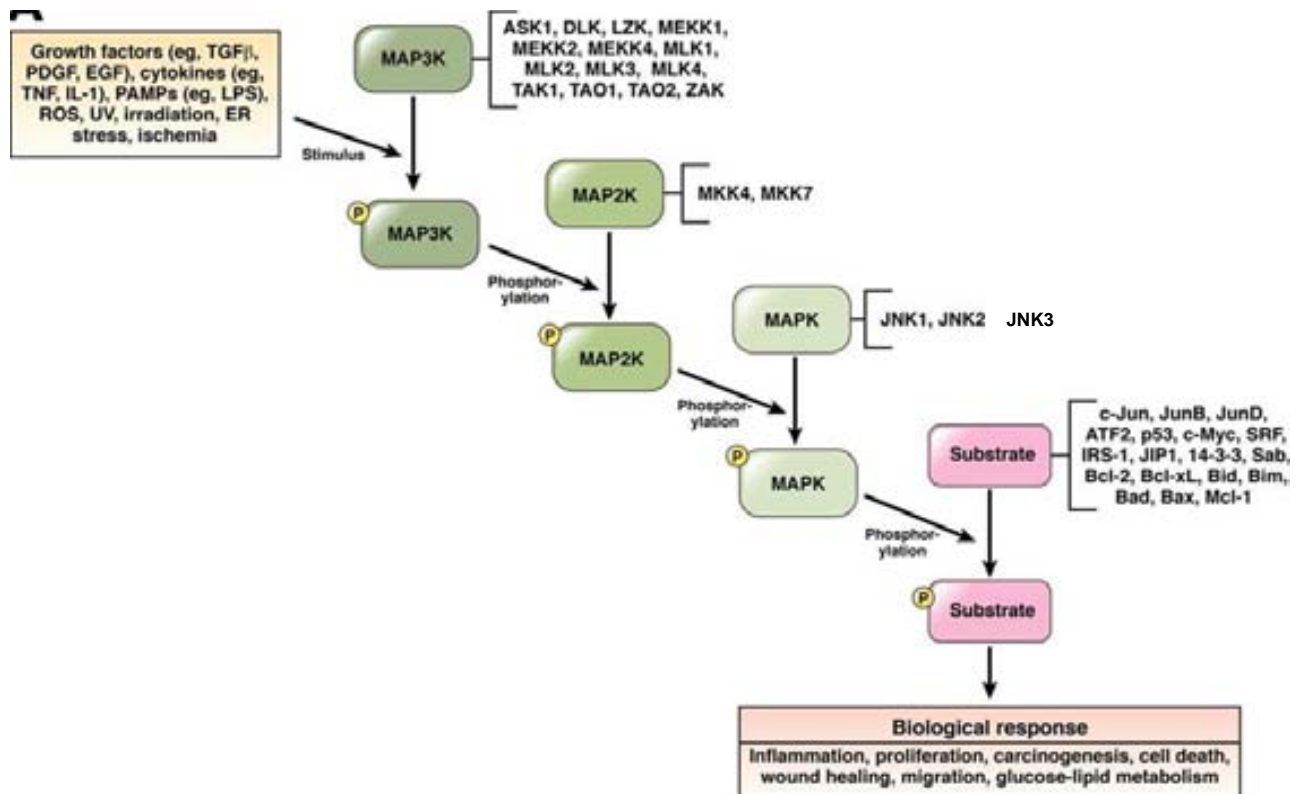 A
Growth factors (eg, TGFβ,
PDGF, EGF), cytokines (eg,
TNF, IL-1), PAMPs (eg, LPS),
ROS, UV, irradiation, ER
stress, ischemia
MAP3K
ASK1, DLK, LZK, MEKK1,
MEKK2, MEKK4, MLK1,
MLK2, MLK3, MLK4,
TAK1, TAO1, TAO2, ZAK
Stimulus
P
MAP3K
MAP2K
MKK4, MKK7
Phosphor-
ylation
P
MAP2K
MAPK
JNK1, JNK2 JNK3
Phosphor-
ylation
P
MAPK
Substrate
c-Jun, JunB, JunD,
ATF2, p53, c-Myc, SRF,
IRS-1, JIP1, 14-3-3, Sab,
Bcl-2, Bcl-xL, Bid, Bim,
Bad, Bax, Mcl-1
Phosphor-
ylation
P
Substrate
Biological response
Inflammation, proliferation, carcinogenesis, cell death,
wound healing, migration, glucose-lipid metabolism